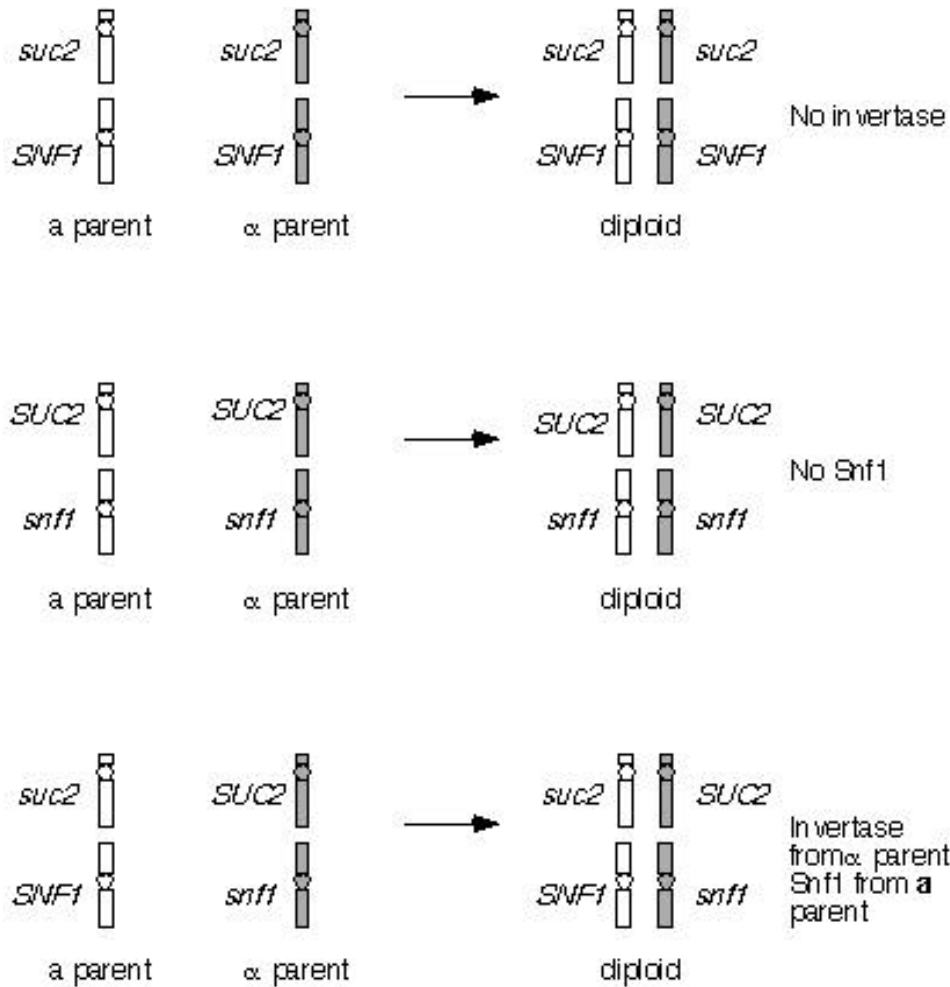 suc2 suc2 suc2 suc2
No invertase
SNF1 SNF1 SNF1 SNF1
a parent α parent diploid
SUC2 SUC2 SUC2 SUC2
No Snf1
snf1 snf1 snf1 snf1
a parent α parent diploid
suc2 SUC2 suc2 SUC2
Invertase
from α parent
SNF1 snf1 SNF1 snf1
Snf1 from a
parent
a parent α parent diploid